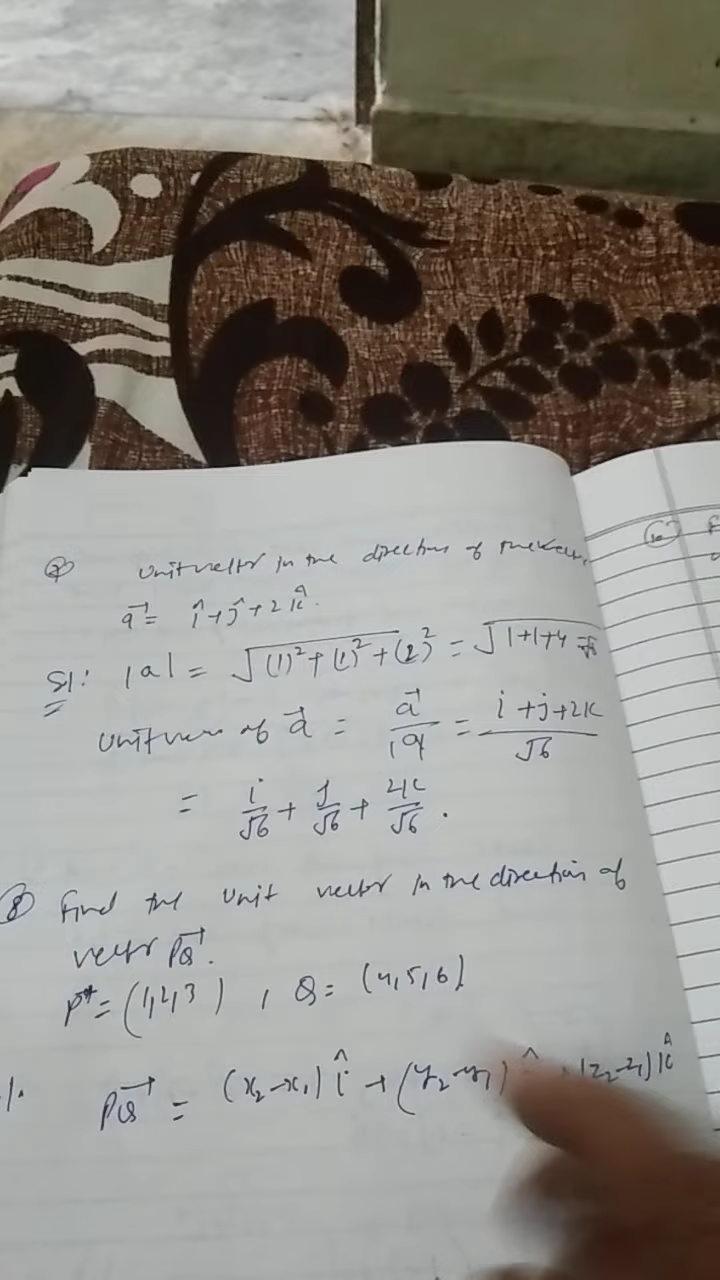 Q Unit vector in the direction of the vector
a⃗ = î + ĵ + 2k̂.
Sol: |a| = √(1)² + (1)² + (2)² = √1+1+4 = √6
Unit vector of a⃗ = a⃗/|a| = i + j + 2k/√6
= i/√6 + j/√6 + 2k/√6.
8 Find the unit vector in the direction of
vector PQ⃗.
P = (1,2,3), Q = (4,5,6)
PQ⃗ = (x₂-x₁) î + (y₂-y₁) (z₂-z₁) k̂